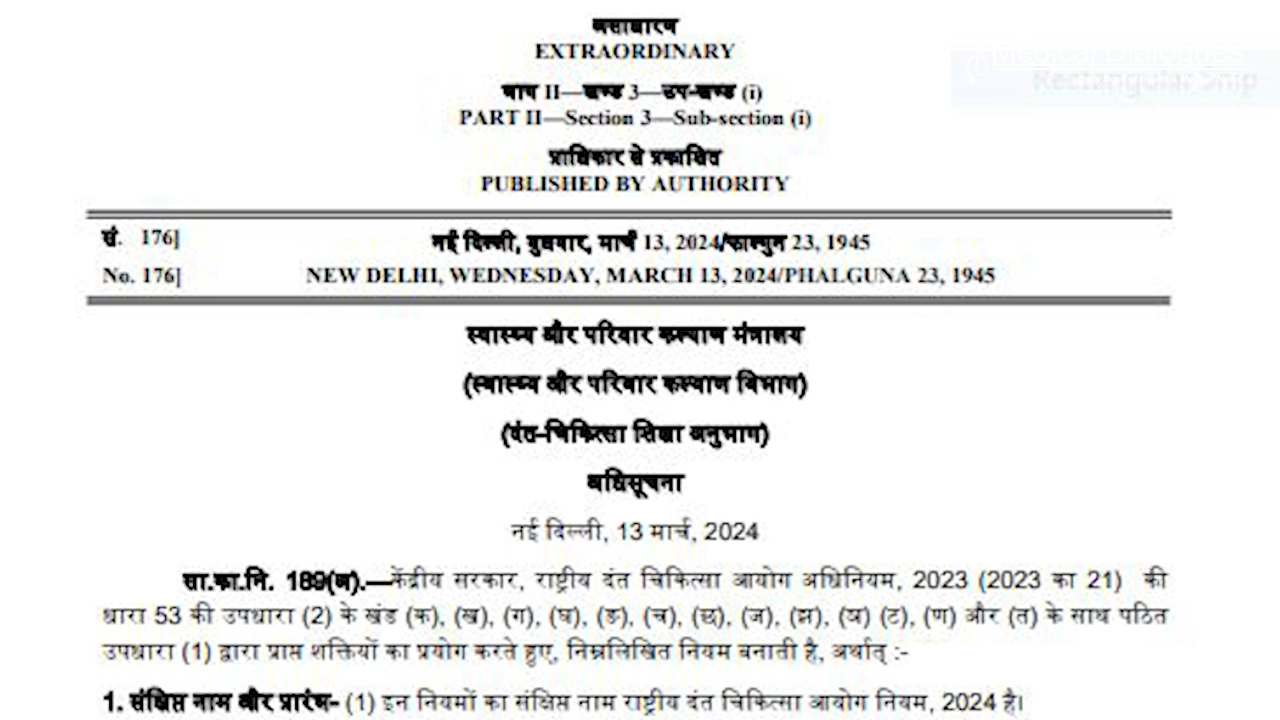 असाधारण
EXTRAORDINARY
भाग II—खण्ड 3—उप-खण्ड (i)
PART II—Section 3—Sub-section (i)
प्राधिकार से प्रकाशित
PUBLISHED BY AUTHORITY
सं. 176]
नई दिल्ली, बुधवार, मार्च 13, 2024/फाल्गुन 23, 1945
No. 176]
NEW DELHI, WEDNESDAY, MARCH 13, 2024/PHALGUNA 23, 1945
स्वास्थ्य और परिवार कल्याण मंत्रालय
(स्वास्थ्य और परिवार कल्याण विभाग)
(दंत-चिकित्सा शिक्षा अनुभाग)
अधिसूचना
नई दिल्ली, 13 मार्च, 2024
सा.का.नि. 189(अ).—केंद्रीय सरकार, राष्ट्रीय दंत चिकित्सा आयोग अधिनियम, 2023 (2023 का 21) की
धारा 53 की उपधारा (2) के खंड (क), (ख), (ग), (घ), (ङ), (च), (छ), (ज), (झ), (ञ) (ट), (ण) और (त) के साथ पठित
उपधारा (1) द्वारा प्राप्त शक्तियों का प्रयोग करते हुए, निम्नलिखित नियम बनाती है, अर्थात् :-
1. संक्षिप्त नाम और प्रारंभ- (1) इन नियमों का संक्षिप्त नाम राष्ट्रीय दंत चिकित्सा आयोग नियम, 2024 है।
Rectangular Snip